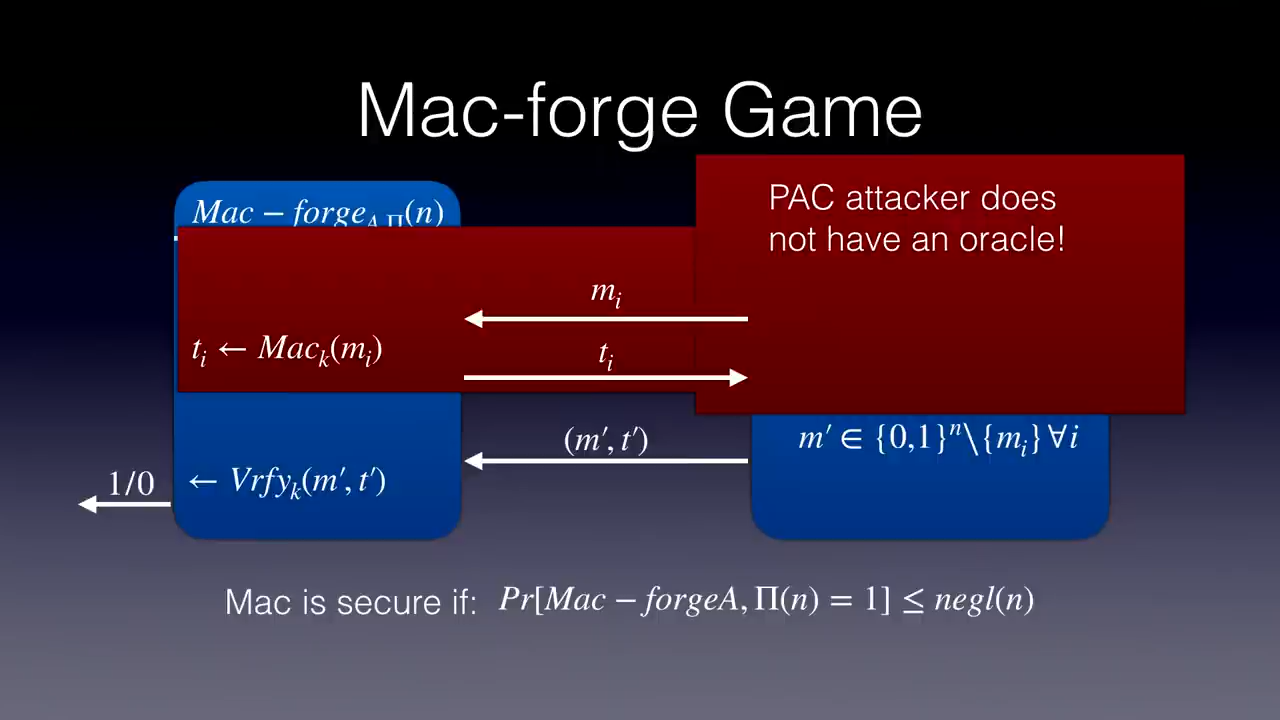 Mac-forge Game
PAC attacker does
not have an oracle!
Mac − forge_{A,Π}(n)
m_i
t_i ← Mac_k(m_i)
t_i
(m′, t′)
m′ ∈ {0,1}^n\{m_i} ∀i
1/0
← Vrfy_k(m′, t′)
Mac is secure if: Pr[Mac − forgeA, Π(n) = 1] ≤ negl(n)